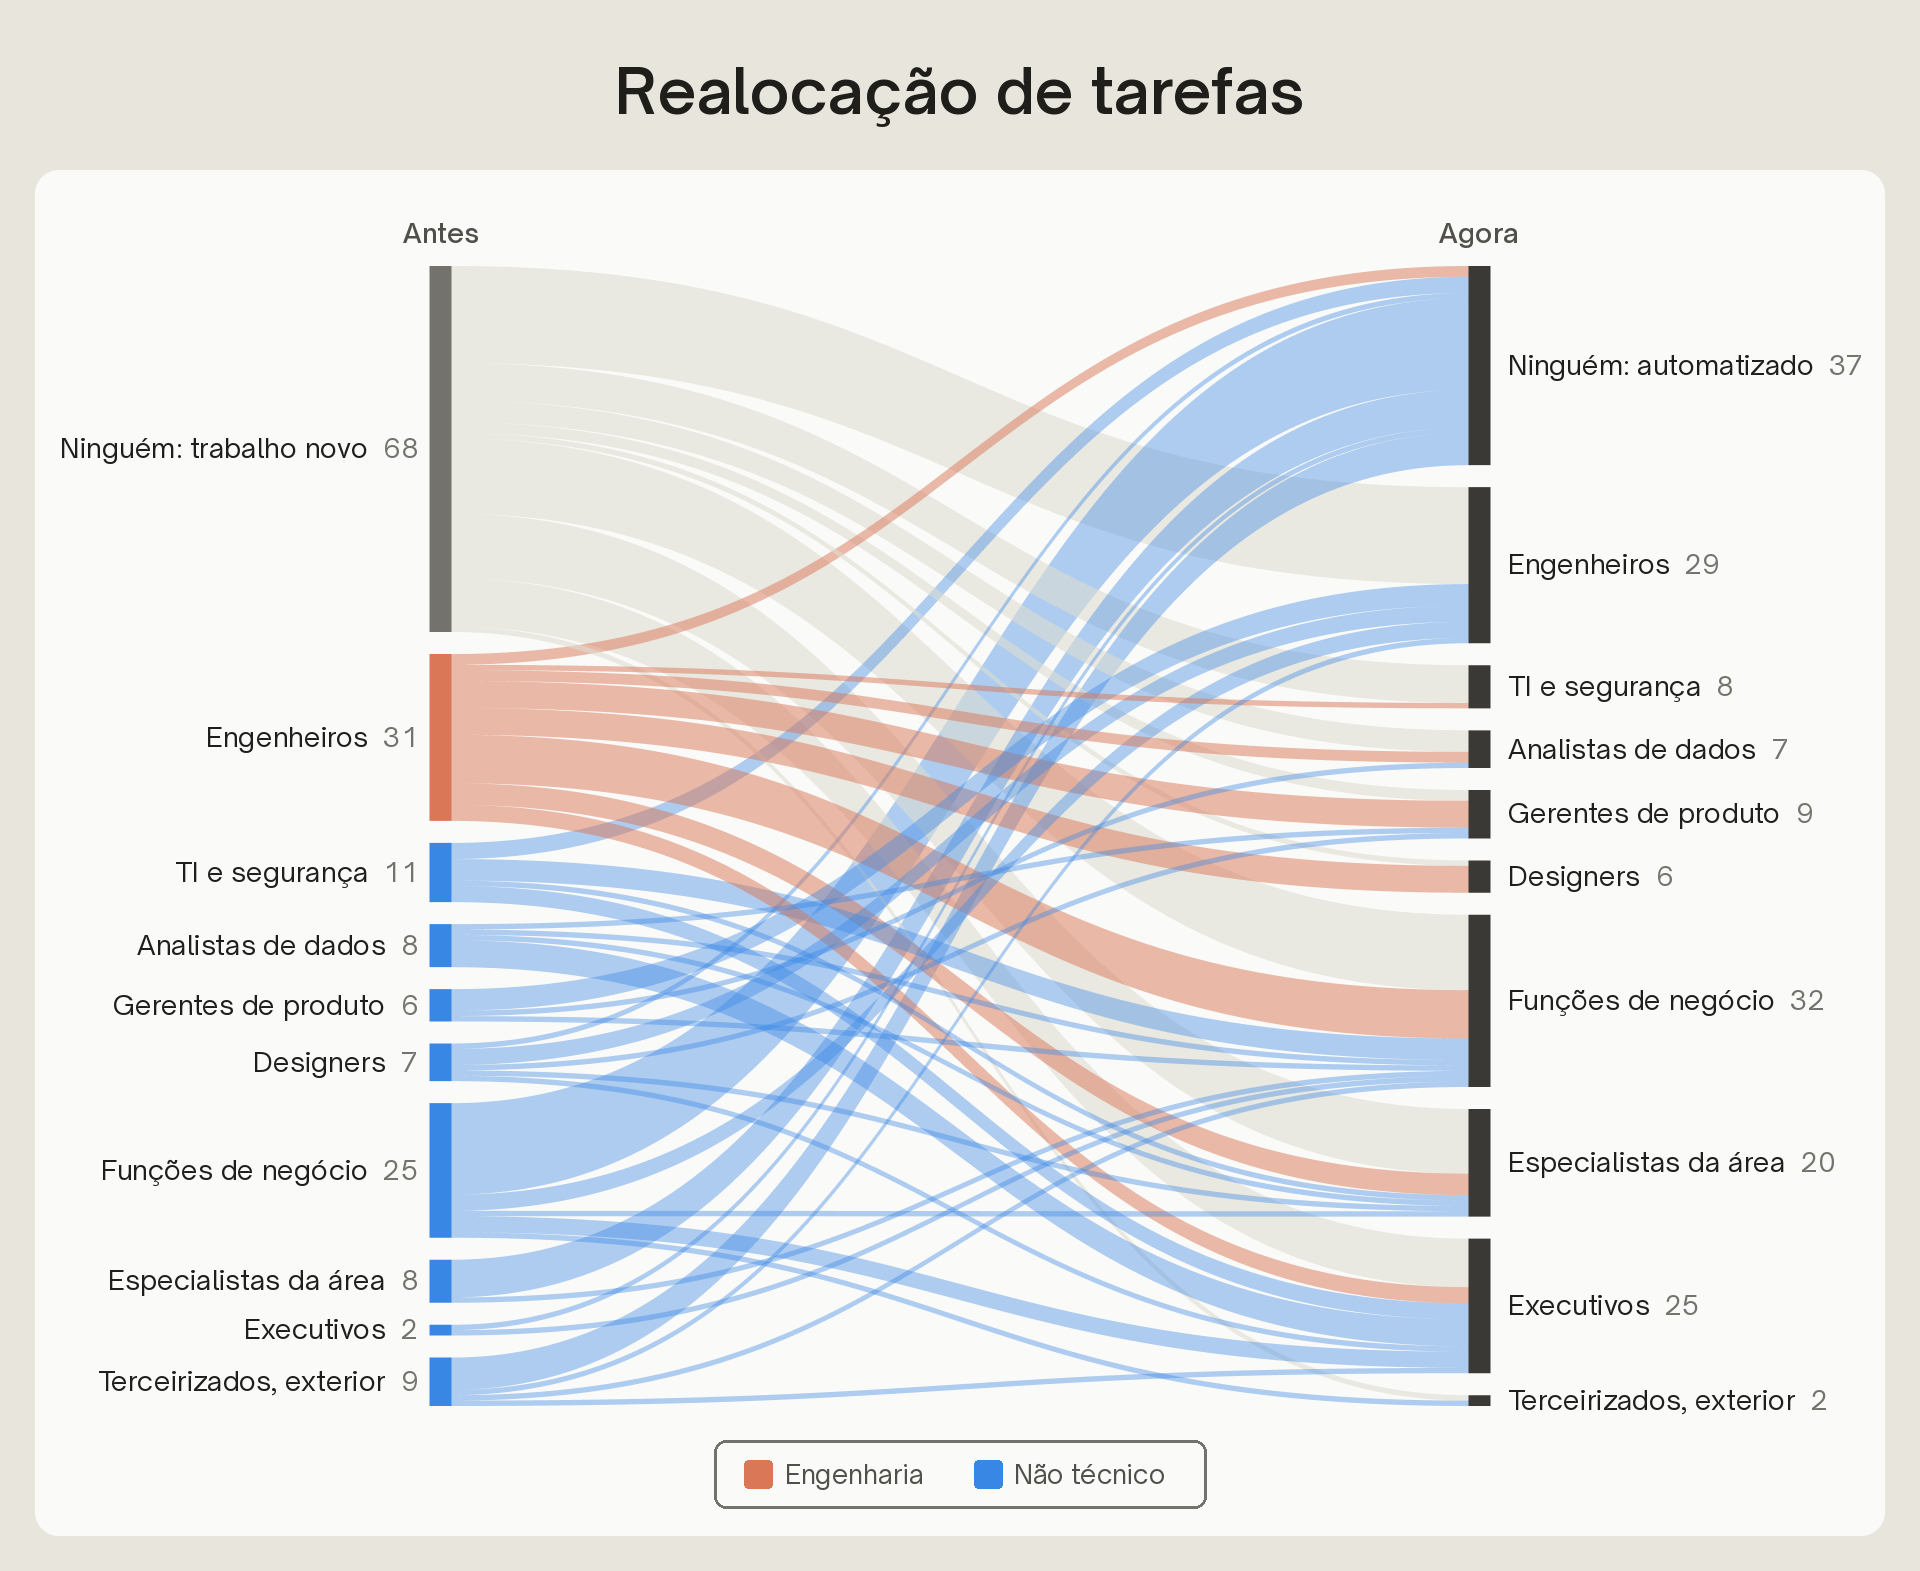 Realocação de tarefas
Antes
Agora
Ninguém: trabalho novo 68
Engenheiros 31
TI e segurança 11
Analistas de dados 8
Gerentes de produto 6
Designers 7
Funções de negócio 25
Especialistas da área 8
Executivos 2
Terceirizados, exterior 9
Ninguém: automatizado 37
Engenheiros 29
TI e segurança 8
Analistas de dados 7
Gerentes de produto 9
Designers 6
Funções de negócio 32
Especialistas da área 20
Executivos 25
Terceirizados, exterior 2
Engenharia
Não técnico